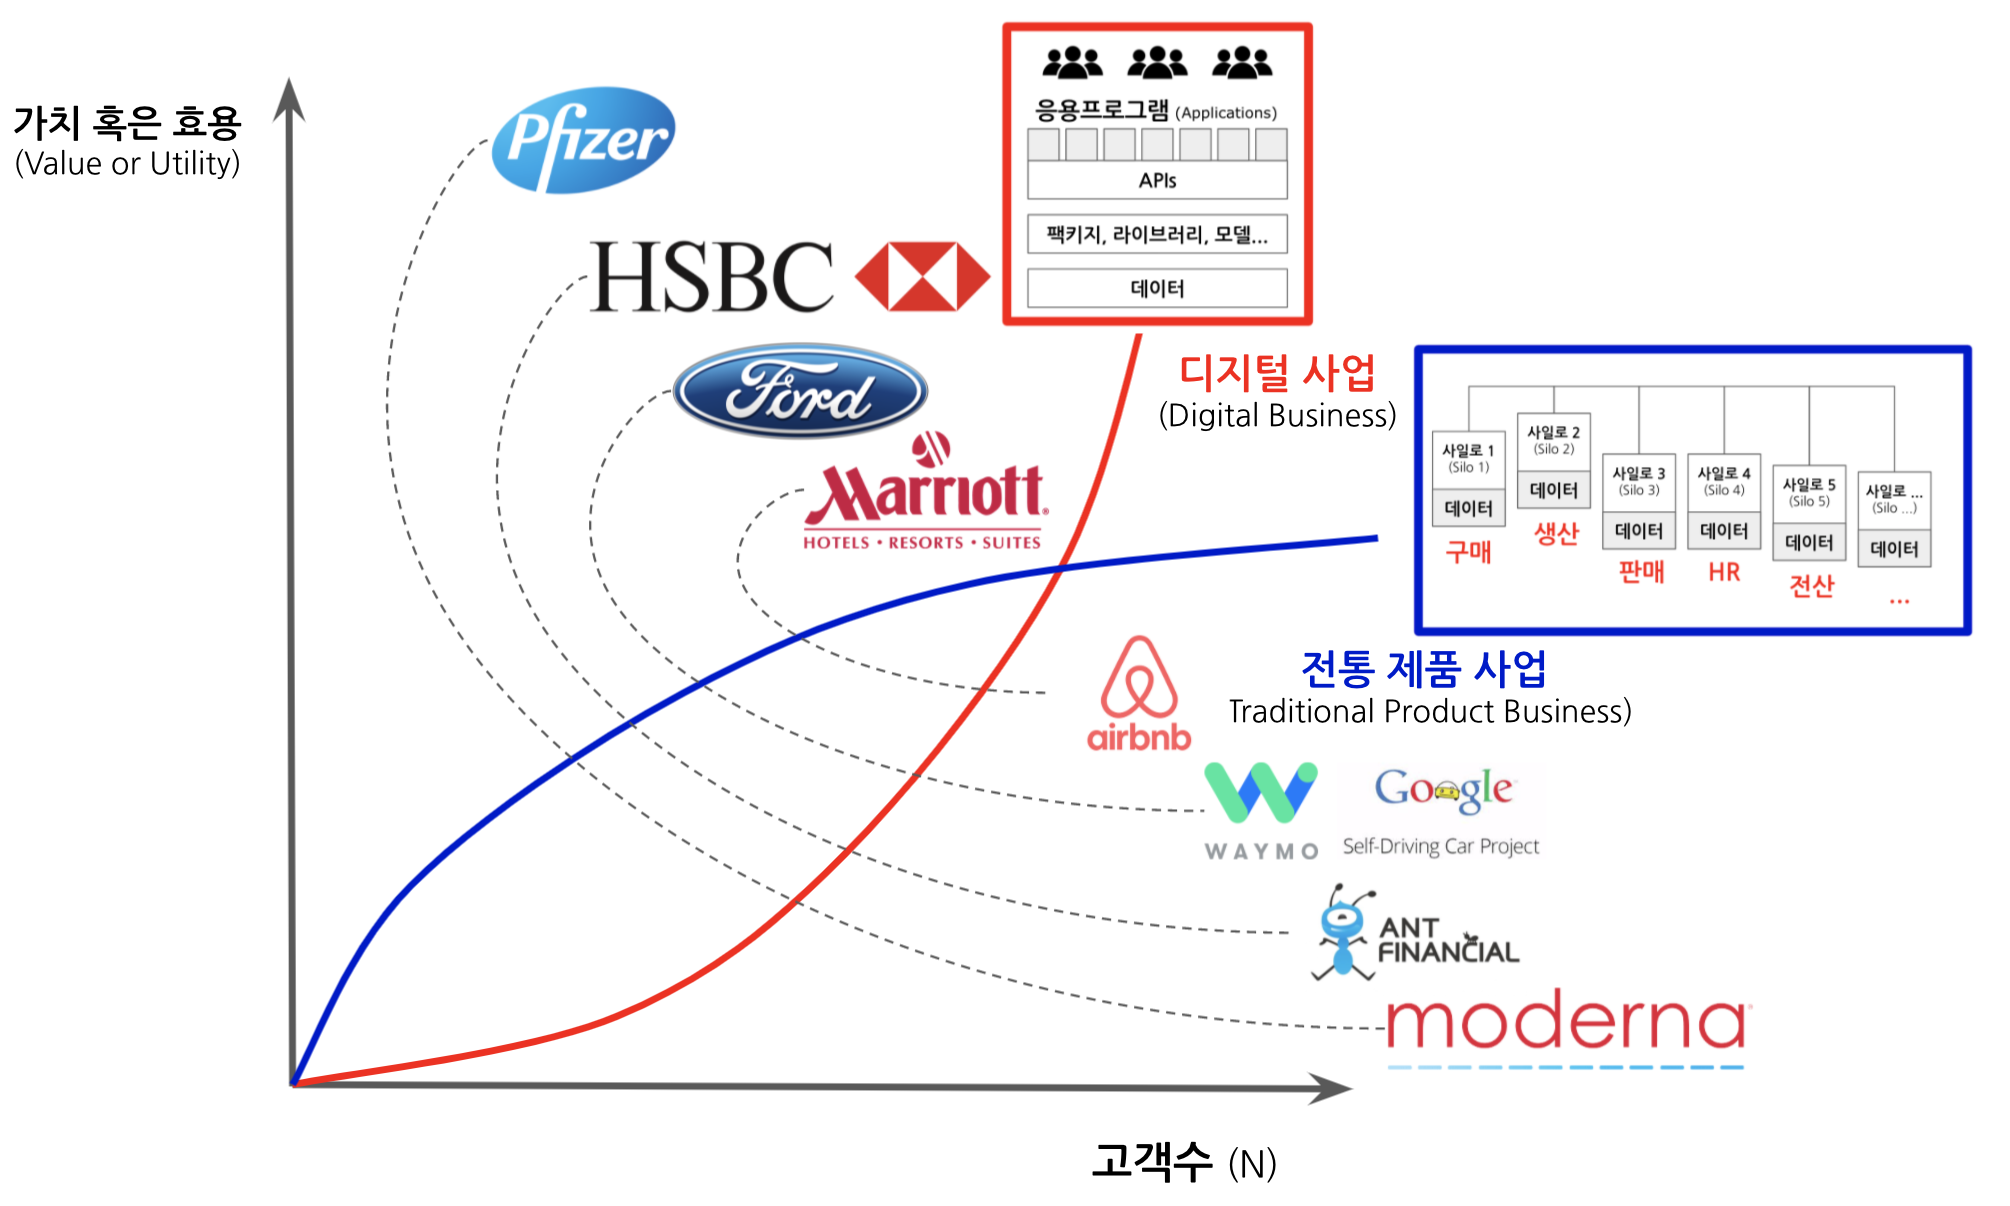 가치 혹은 효용
(Value or Utility)
Pfizer
HSBC
Ford
Marriott
HOTELS • RESORTS • SUITES
응용프로그램 (Applications)
APIs
팩키지, 라이브러리, 모델...
데이터
디지털 사업
(Digital Business)
사일로 1
(Silo 1)
데이터
구매
사일로 2
(Silo 2)
데이터
생산
사일로 3
(Silo 3)
데이터
판매
사일로 4
(Silo 4)
데이터
HR
사일로 5
(Silo 5)
데이터
전산
사일로 ...
(Silo ...)
데이터
...
전통 제품 사업
Traditional Product Business)
airbnb
WAYMO
Google
Self-Driving Car Project
ANT
FINANCIAL
moderna
고객수 (N)